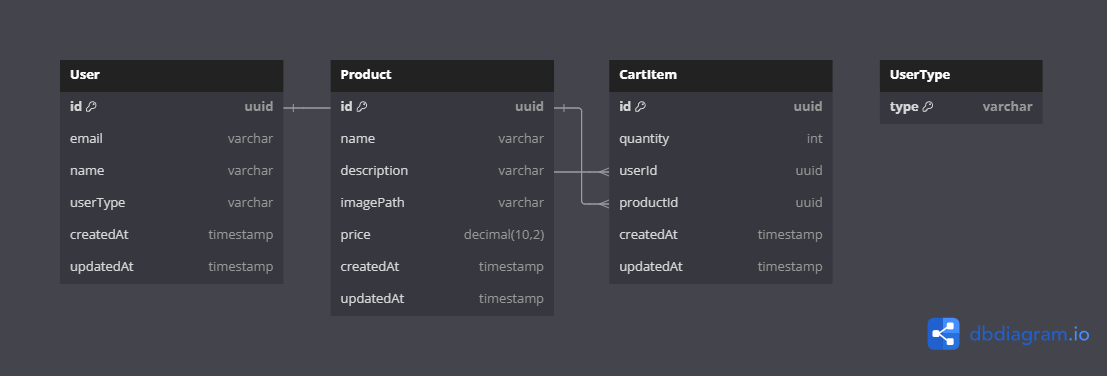 User
id uuid
email varchar
name varchar
userType varchar
createdAt timestamp
updatedAt timestamp
Product
id uuid
name varchar
description varchar
imagePath varchar
price decimal(10,2)
createdAt timestamp
updatedAt timestamp
CartItem
id uuid
quantity int
userId uuid
productId uuid
createdAt timestamp
updatedAt timestamp
UserType
type varchar
dbdiagram.io